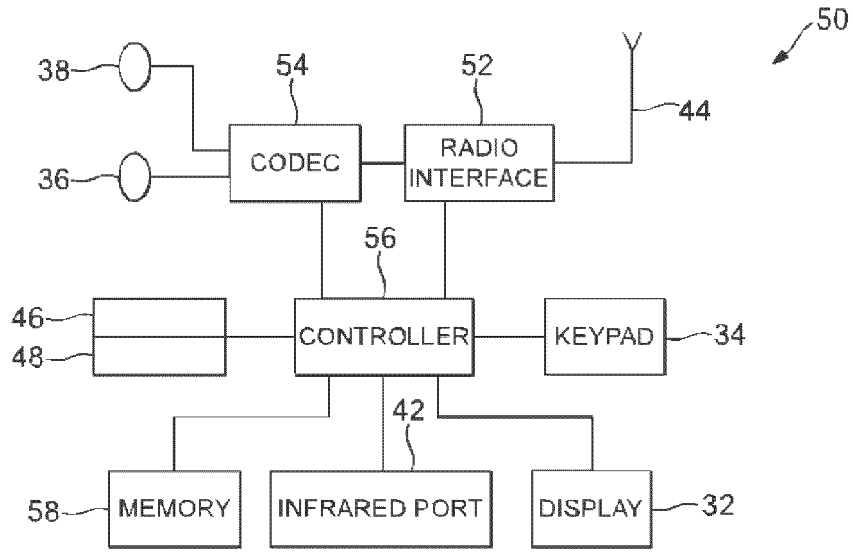 50
38
54
52
44
CODEC
RADIO
INTERFACE
36
56
46
48
CONTROLLER
KEYPAD
34
42
58
MEMORY
INFRARED PORT
DISPLAY
32